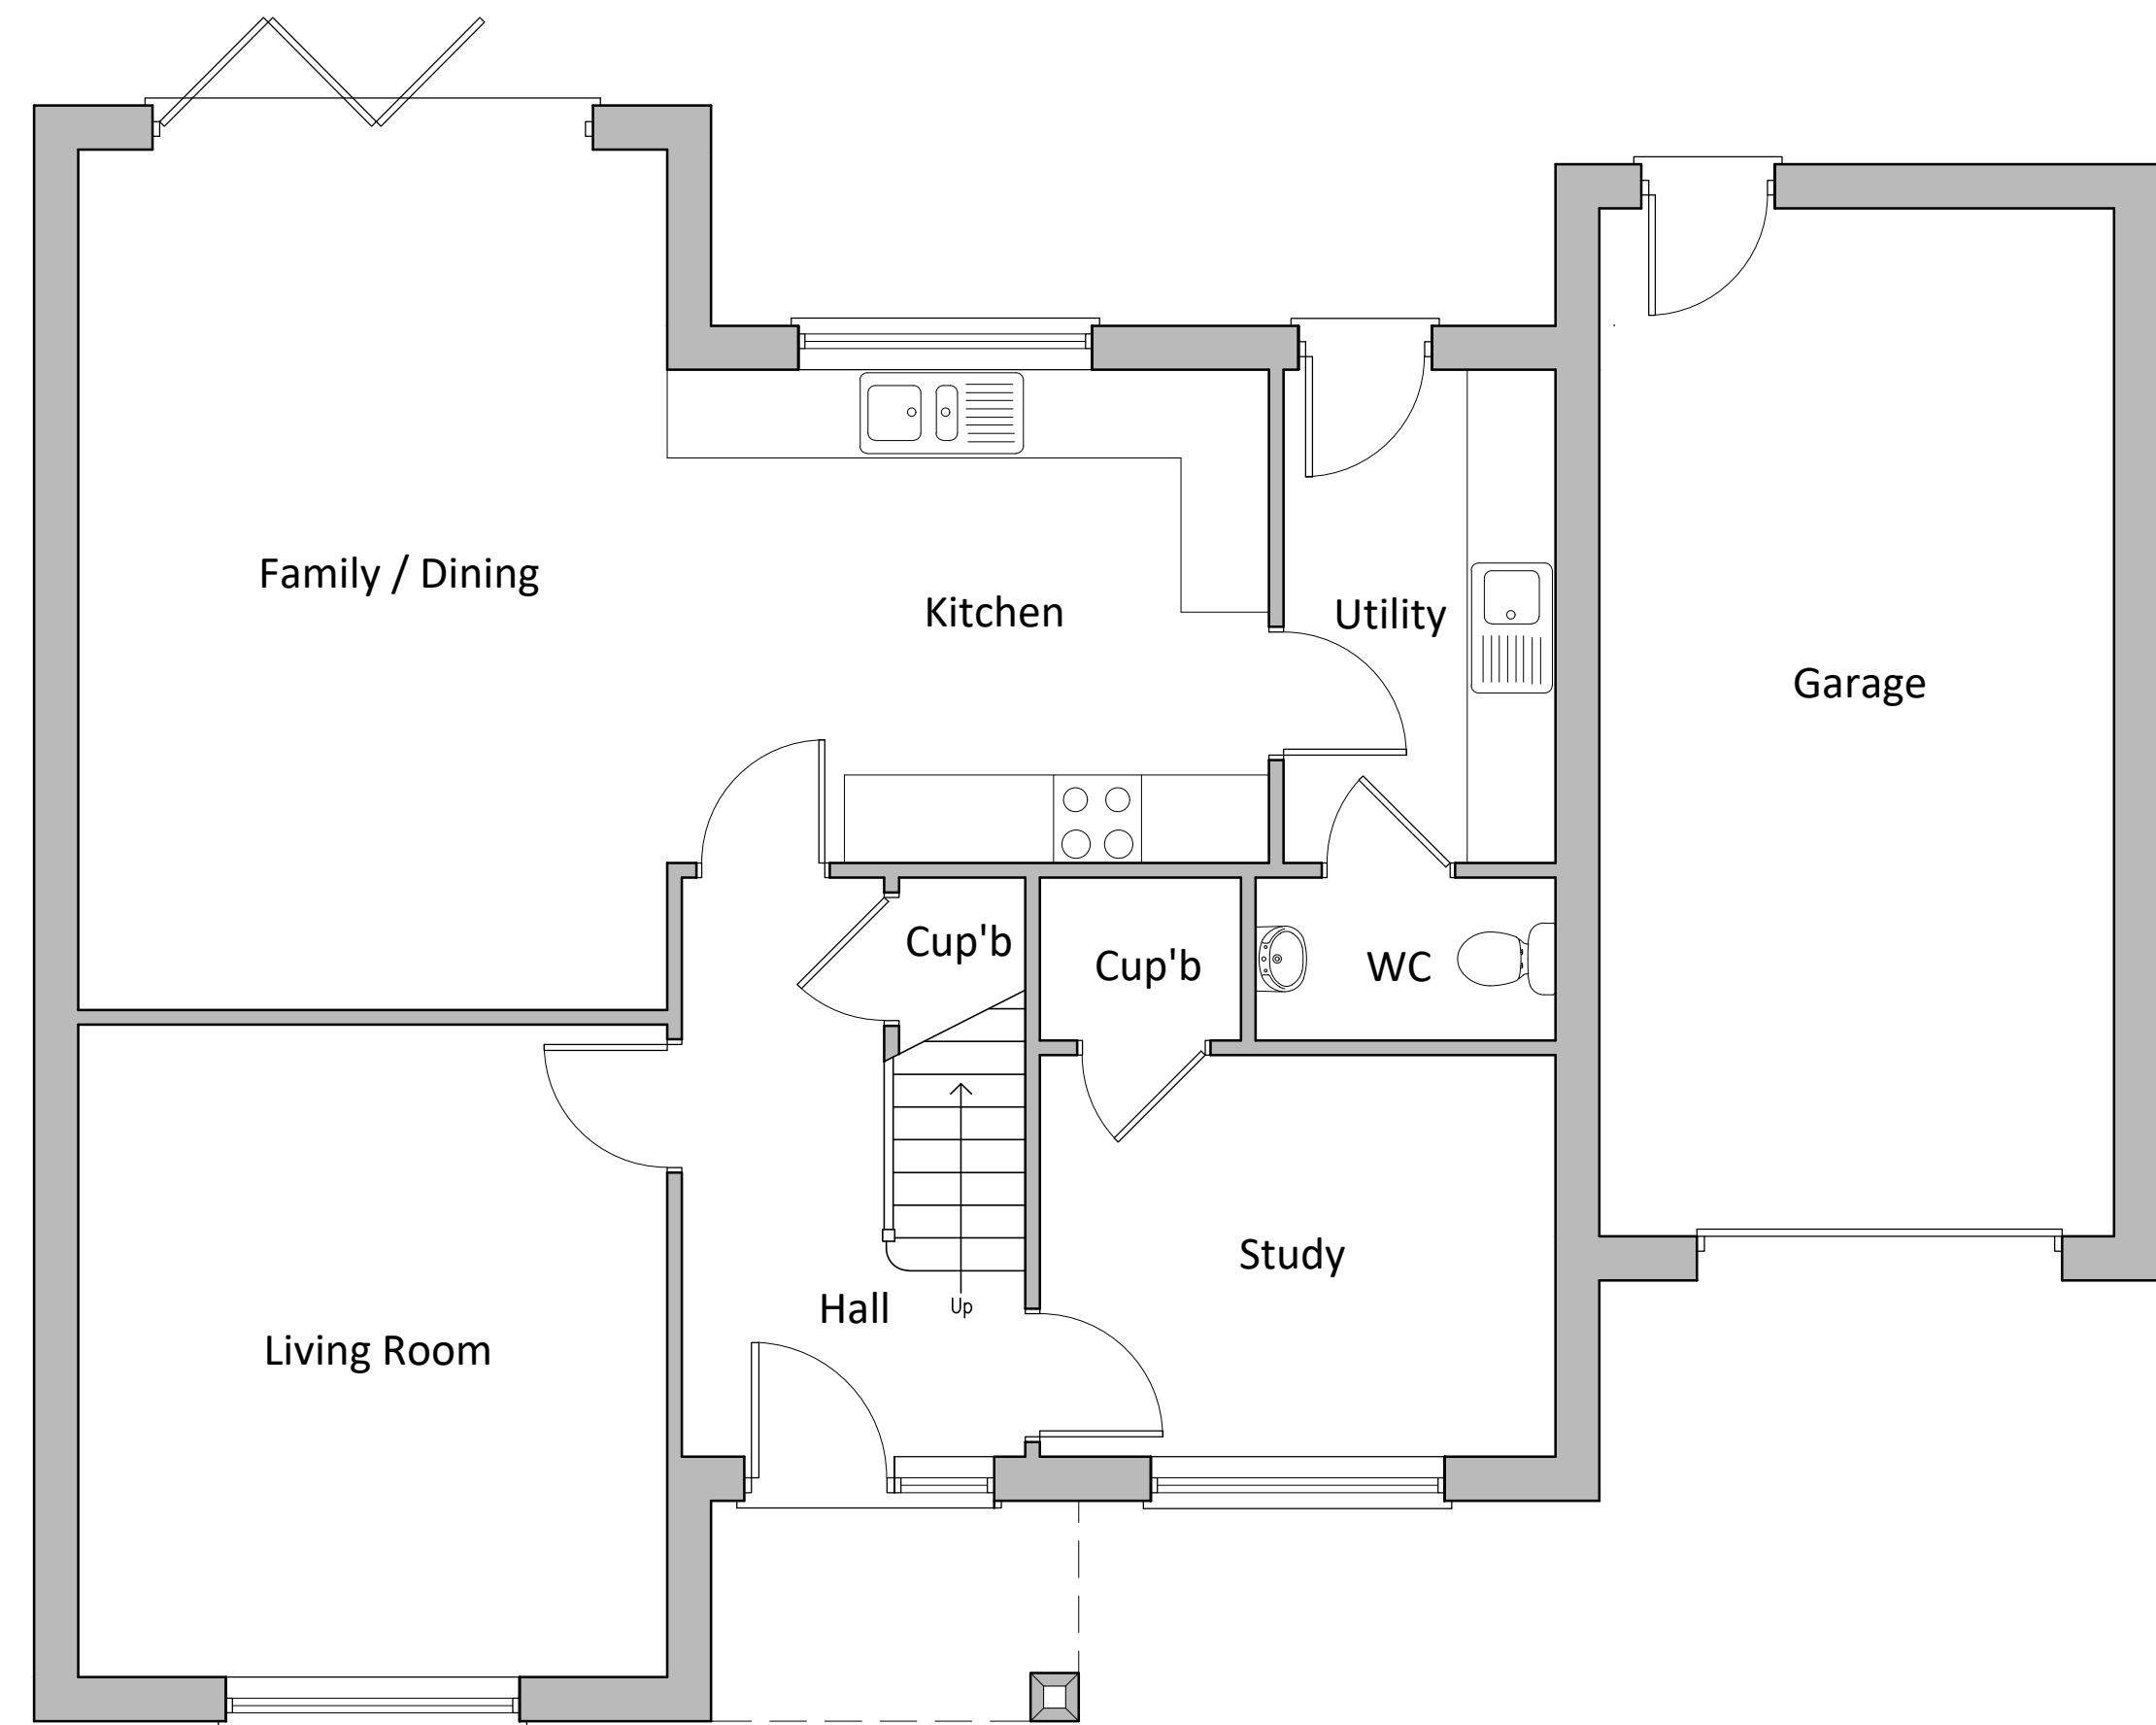 Family / Dining
Kitchen
Utility
Garage
Cup'b
Cup'b
WC
Study
Hall
Up
Living Room